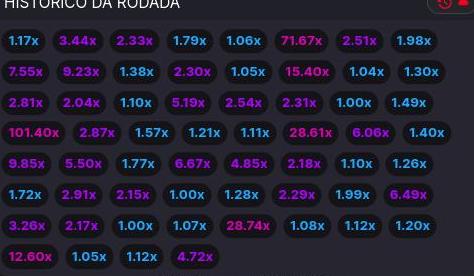 HISTÓRICO DA RODADA
1.17x 3.44x 2.33x 1.79x 1.06x 71.67x 2.51x 1.98x
7.55x 9.23x 1.38x 2.30x 1.05x 15.40x 1.04x 1.30x
2.81x 2.04x 1.10x 5.19x 2.54x 2.31x 1.00x 1.49x
101.40x 2.87x 1.57x 1.21x 1.11x 28.61x 6.06x 1.40x
9.85x 5.50x 1.77x 6.67x 4.85x 2.18x 1.10x 1.26x
1.72x 2.91x 2.15x 1.00x 1.28x 2.29x 1.99x 6.49x
3.26x 2.17x 1.00x 1.07x 28.74x 1.08x 1.12x 1.20x
12.60x 1.05x 1.12x 4.72x